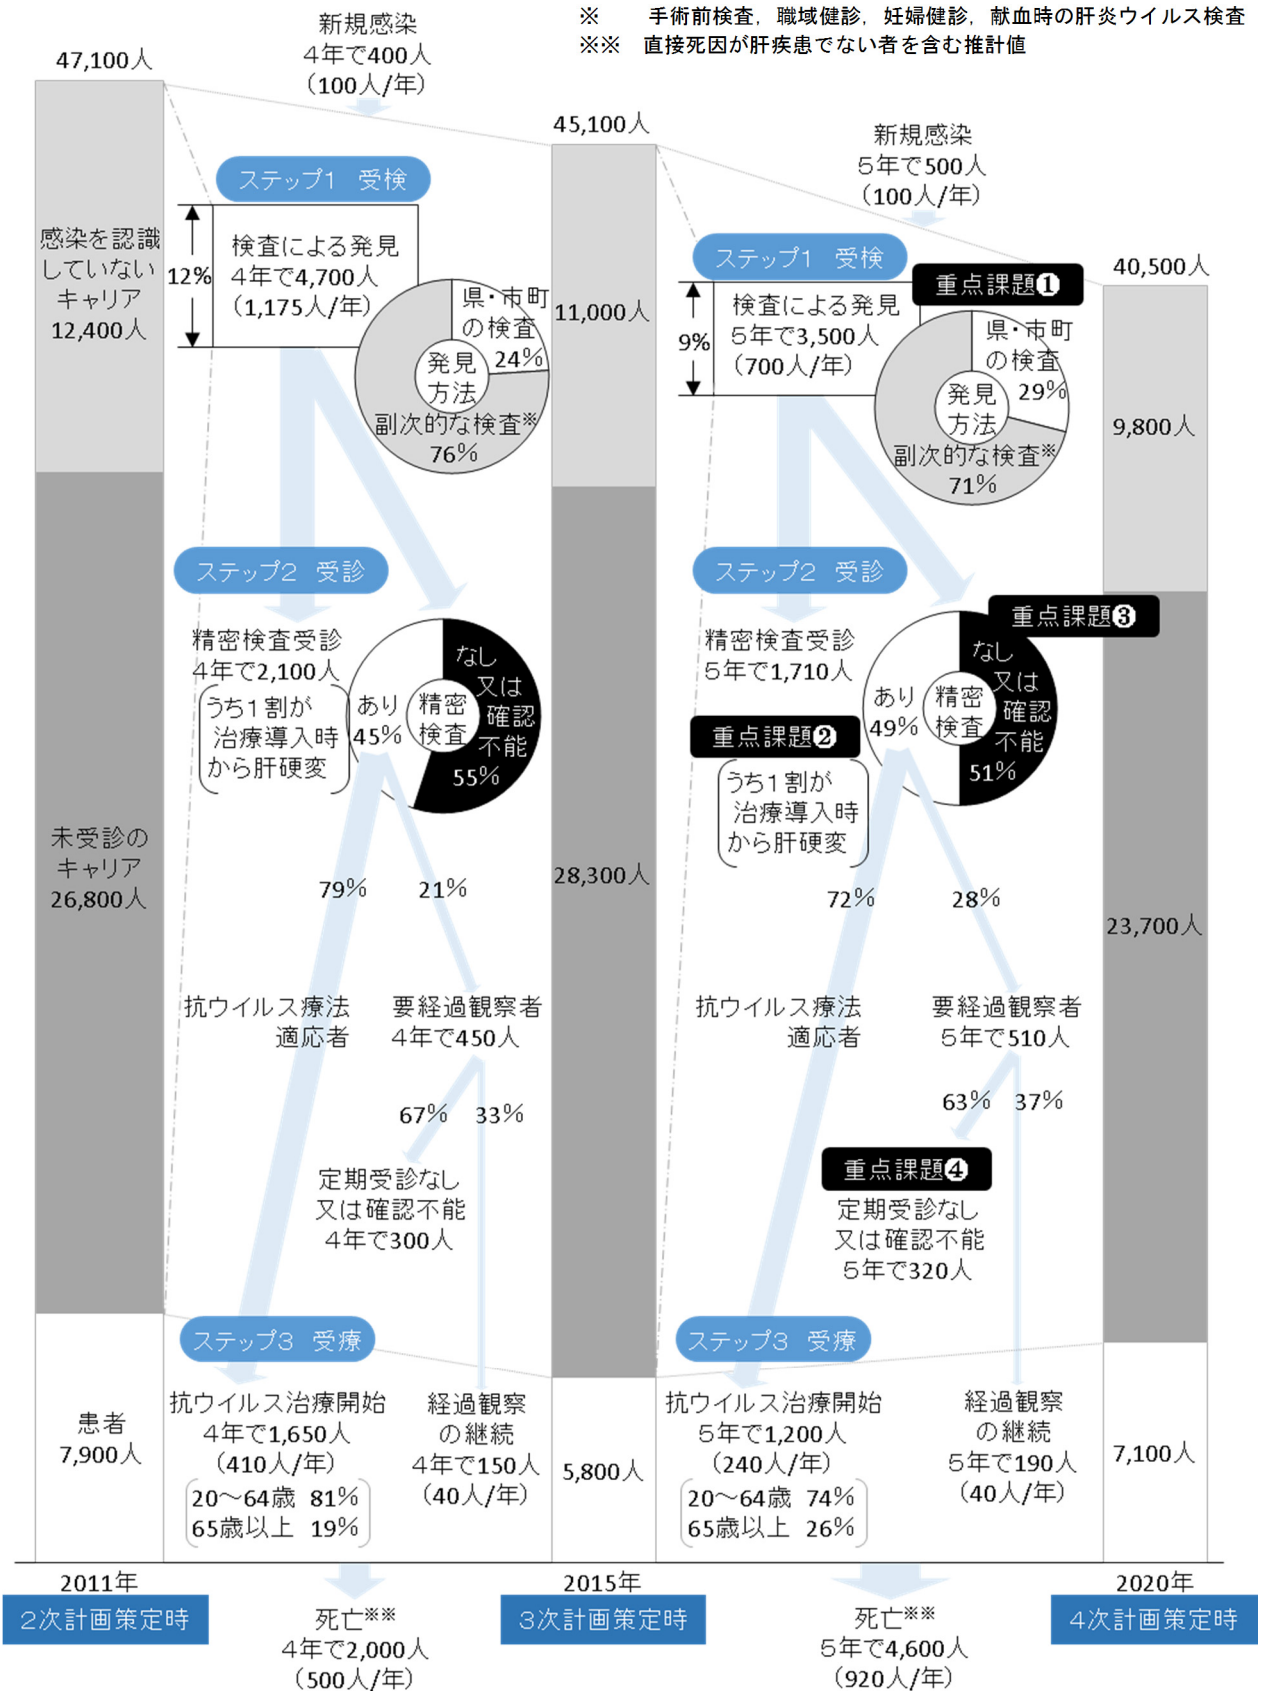 ※　手術前検査，職域健診，妊婦健診，献血時の肝炎ウイルス検査
※※　直接死因が肝疾患でない者を含む推計値
47,100人
感染を認識
していない
キャリア
12,400人
未受診の
キャリア
26,800人
患者
7,900人
2011年
2次計画策定時
新規感染
4年で400人
(100人/年)
ステップ1　受検
12%
検査による発見
4年で4,700人
(1,175人/年)
県・市町
の検査
24%
発見
方法
副次的な検査※
76%
ステップ2　受診
精密検査受診
4年で2,100人
うち1割が
治療導入時
から肝硬変
あり
45%
精密
検査
なし
又は
確認
不能
55%
79%
21%
抗ウイルス療法
適応者
要経過観察者
4年で450人
67%
33%
定期受診なし
又は確認不能
4年で300人
ステップ3　受療
抗ウイルス治療開始
4年で1,650人
(410人/年)
20～64歳 81%
65歳以上 19%
経過観察
の継続
4年で150人
(40人/年)
死亡※※
4年で2,000人
(500人/年)
45,100人
11,000人
28,300人
5,800人
2015年
3次計画策定時
新規感染
5年で500人
(100人/年)
ステップ1　受検
重点課題❶
9%
検査による発見
5年で3,500人
(700人/年)
県・市町
の検査
29%
発見
方法
副次的な検査※
71%
ステップ2　受診
重点課題❸
精密検査受診
5年で1,710人
重点課題❷
うち1割が
治療導入時
から肝硬変
あり
49%
精密
検査
なし
又は
確認
不能
51%
72%
28%
抗ウイルス療法
適応者
要経過観察者
5年で510人
63%
37%
重点課題❹
定期受診なし
又は確認不能
5年で320人
ステップ3　受療
抗ウイルス治療開始
5年で1,200人
(240人/年)
20～64歳 74%
65歳以上 26%
経過観察
の継続
5年で190人
(40人/年)
死亡※※
5年で4,600人
(920人/年)
40,500人
9,800人
23,700人
7,100人
2020年
4次計画策定時